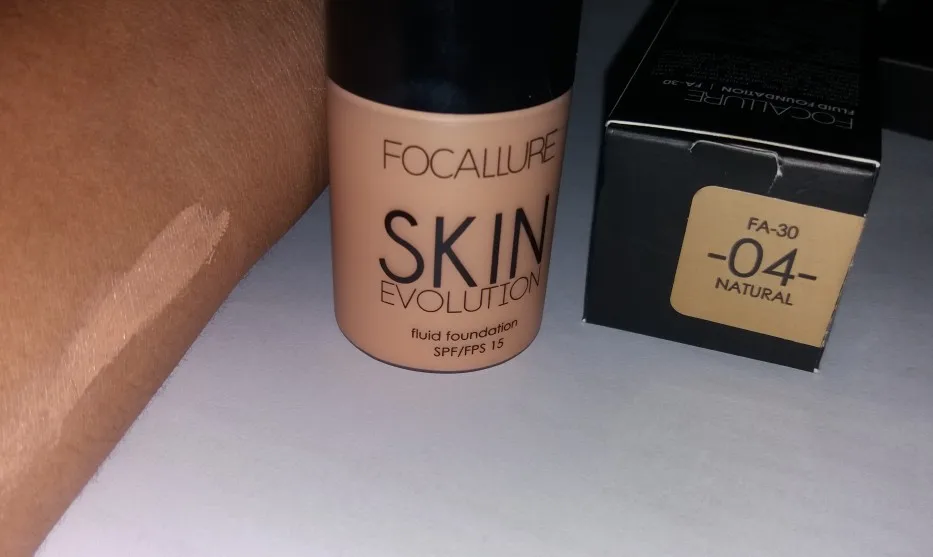 FOCALLURE
SKIN
EVOLUTION
fluid foundation
SPF/FPS 15
FOCALLURE
FLUID FOUNDATION | FA-30
FA-30
-04-
NATURAL